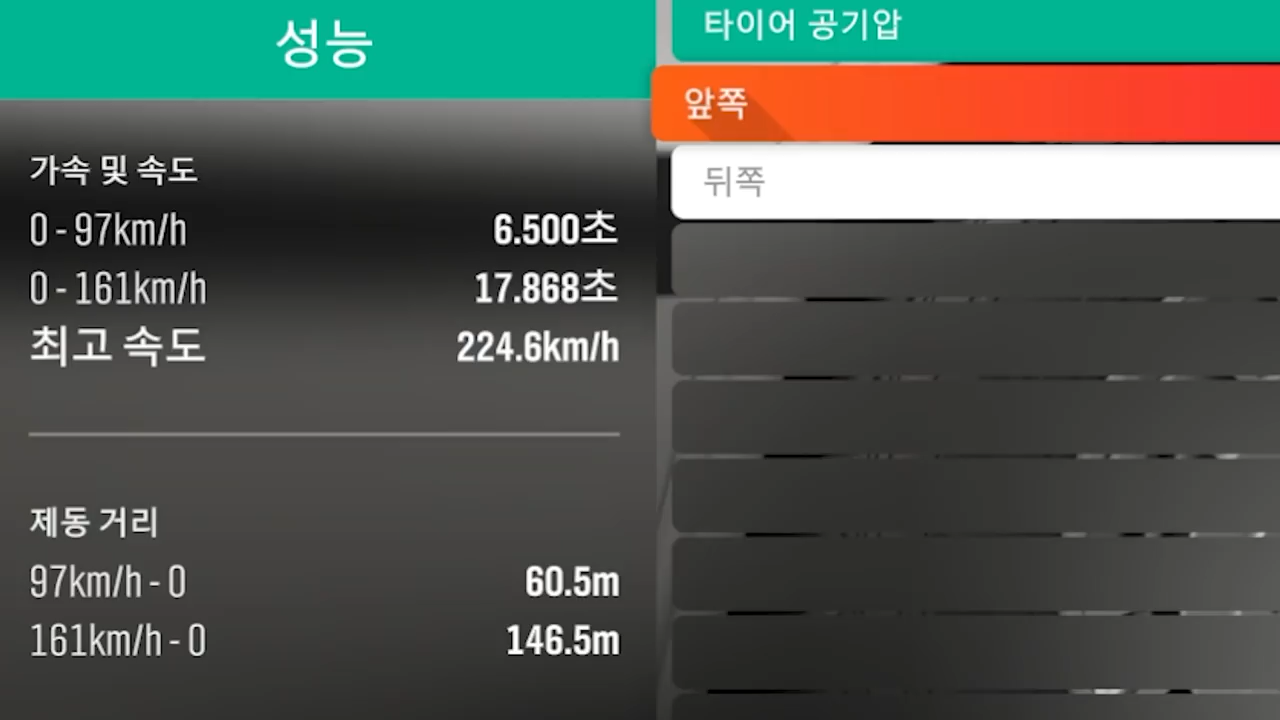 성능
가속 및 속도
0 - 97km/h 6.500초
0 - 161km/h 17.868초
최고 속도 224.6km/h
제동 거리
97km/h - 0 60.5m
161km/h - 0 146.5m
타이어 공기압
앞쪽
뒤쪽